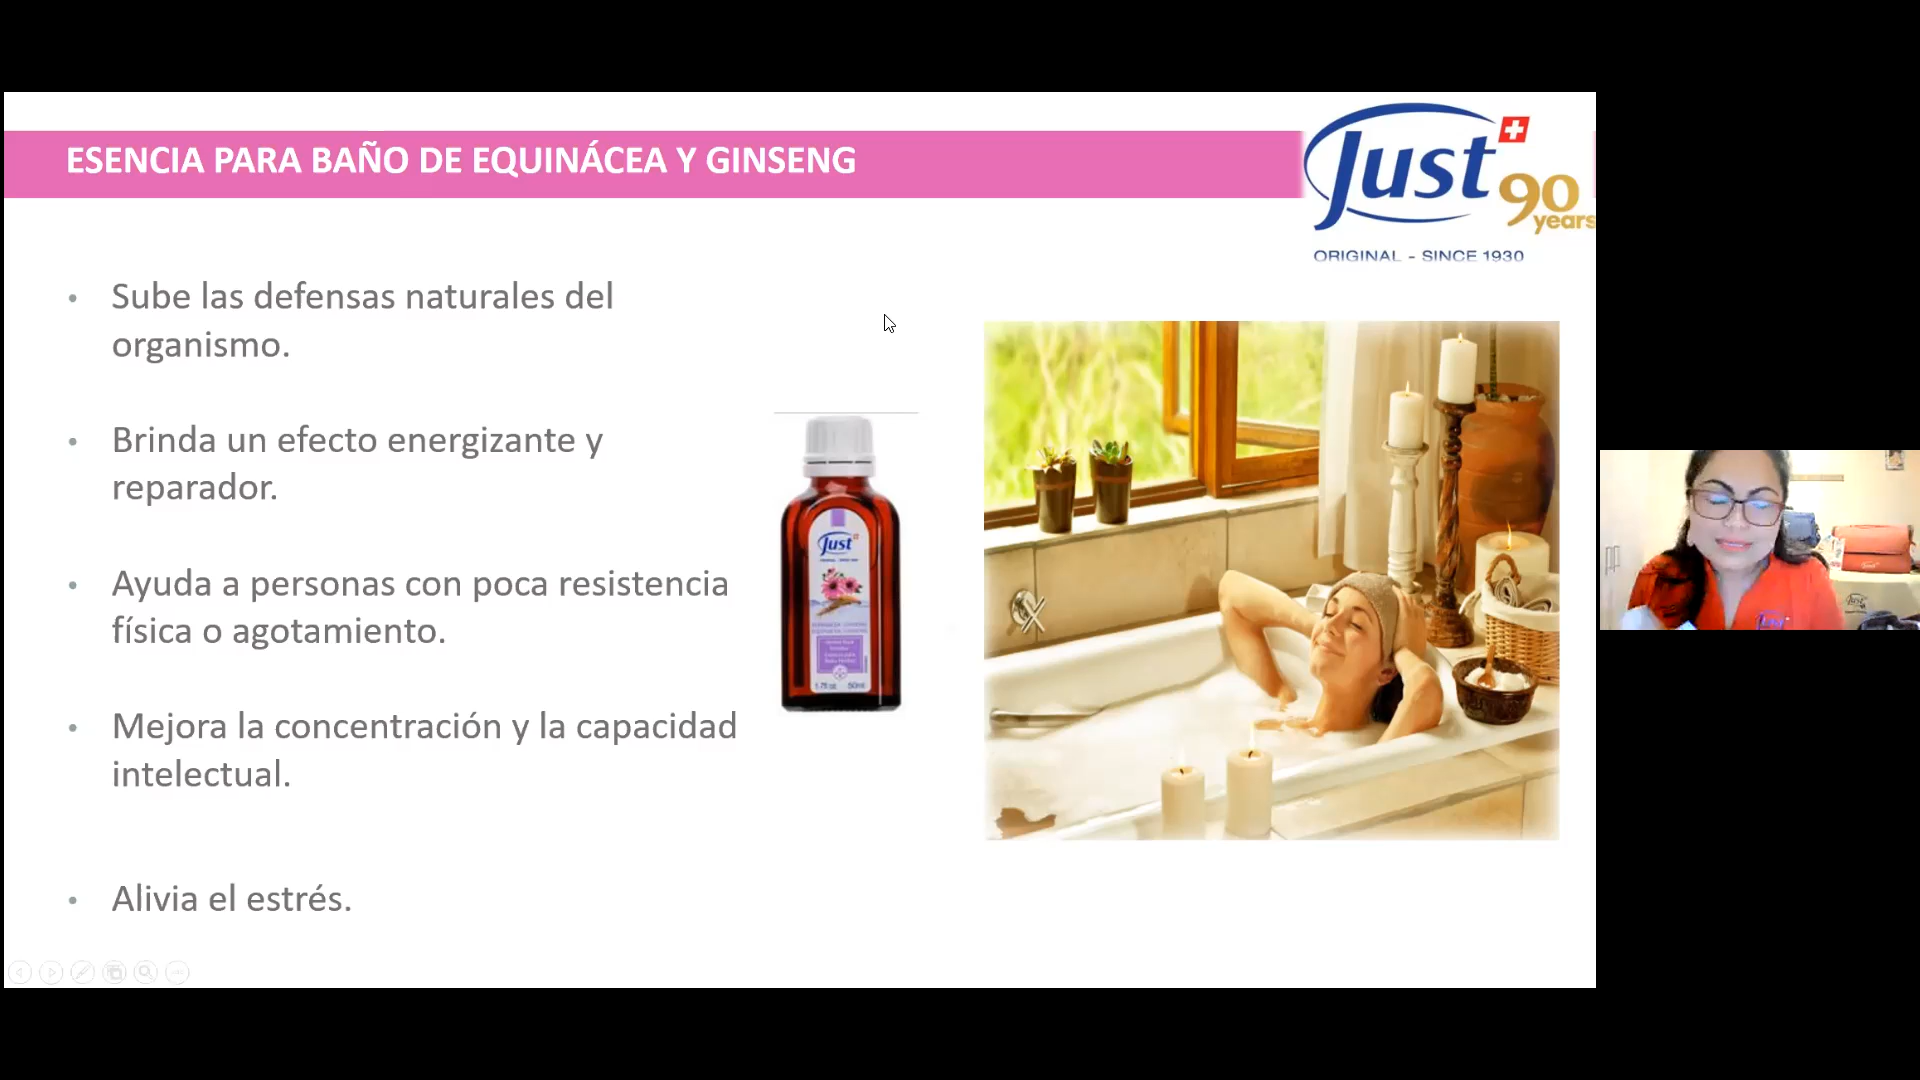 ESENCIA PARA BAÑO DE EQUINÁCEA Y GINSENG
Just
90
years
ORIGINAL - SINCE 1930
• Sube las defensas naturales del
organismo.
• Brinda un efecto energizante y
reparador.
• Ayuda a personas con poca resistencia
física o agotamiento.
• Mejora la concentración y la capacidad
intelectual.
• Alivia el estrés.
Just
50ml
Just